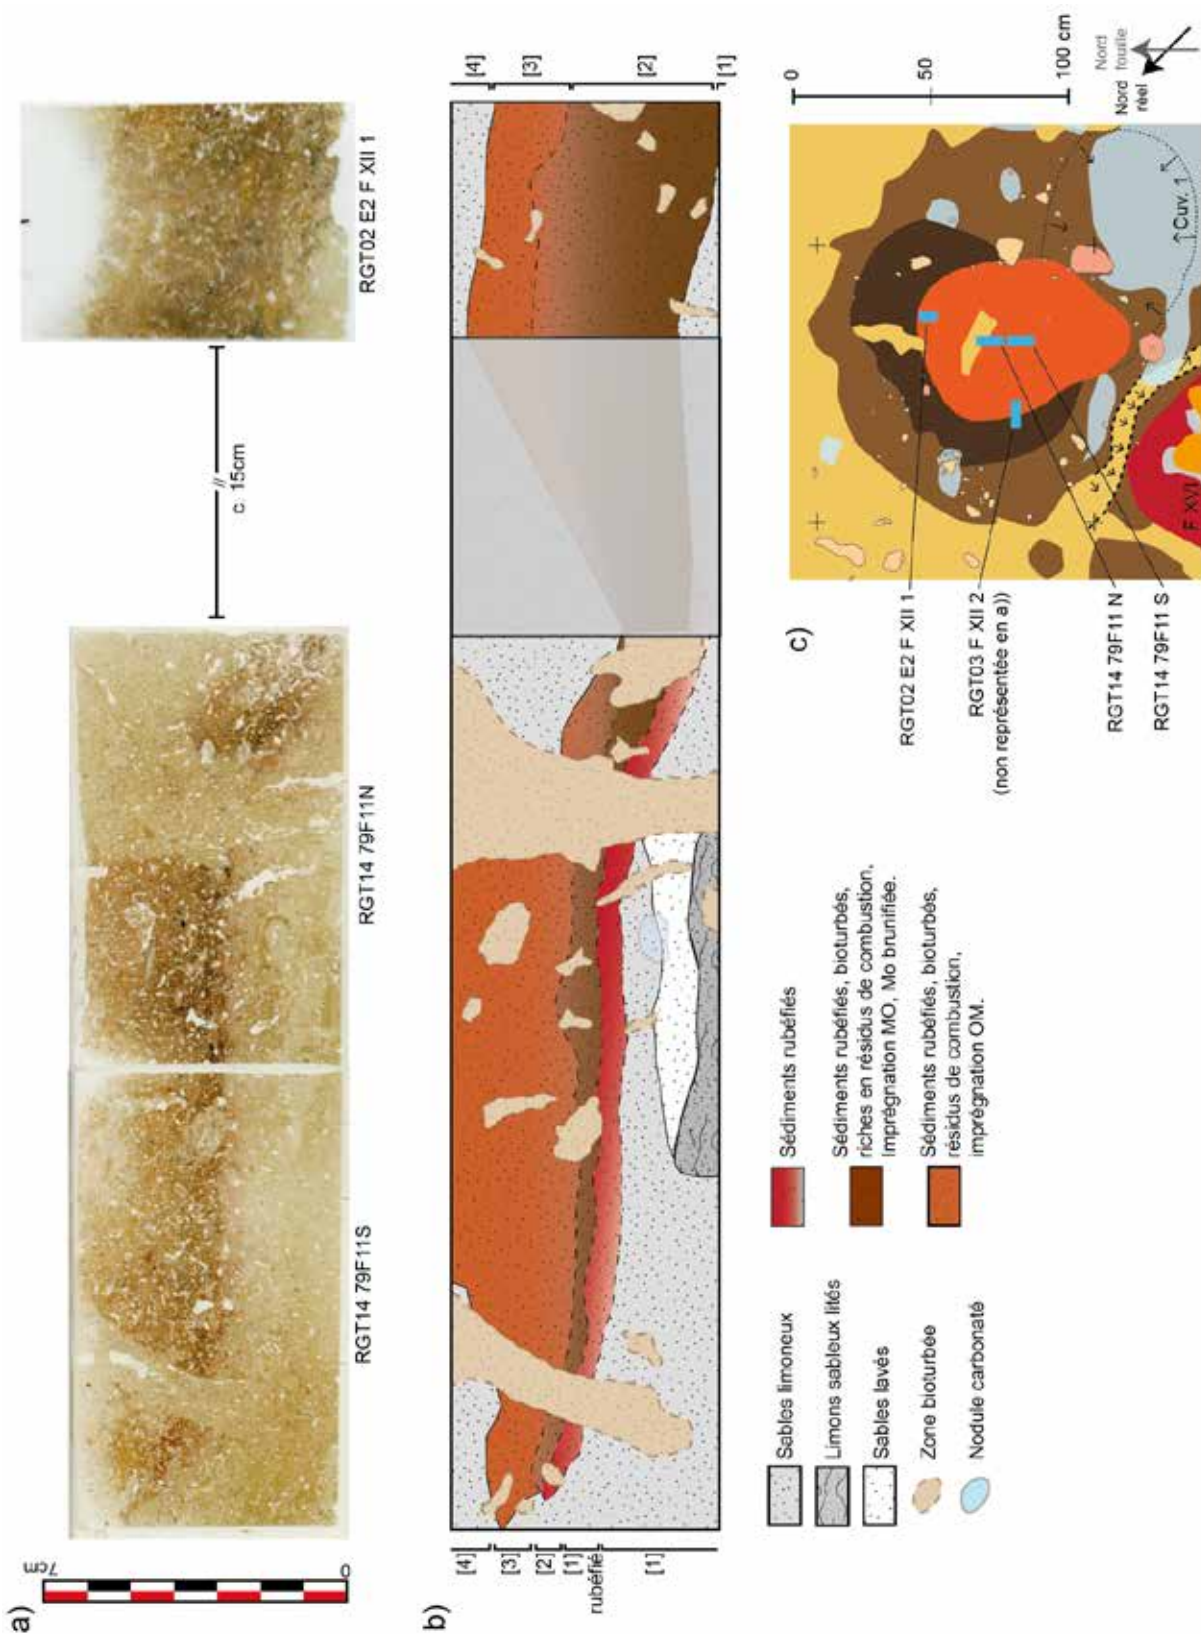 a)
7cm
0
RGT14 79F11S
RGT14 79F11N
c. 15cm
RGT02 E2 F XII 1
b)
[4]
[3]
[2]
[1]
rubéfié
[1]
[4]
[3]
[2]
[1]
Sables limoneux
Limons sableux lités
Sables lavés
Zone bioturbée
Nodule carbonaté
Sédiments rubéfiés
Sédiments rubéfiés, bioturbés,
riches en résidus de combustion,
Imprégnation MO, Mo brunifiée.
Sédiments rubéfiés, bioturbés,
résidus de combustion,
imprégnation OM.
c)
RGT02 E2 F XII 1
RGT03 F XII 2
(non représentée en a))
RGT14 79F11 N
RGT14 79F11 S
F XVI
Cuv. 1
0
50
100 cm
Nord
fouille
Nord
réel